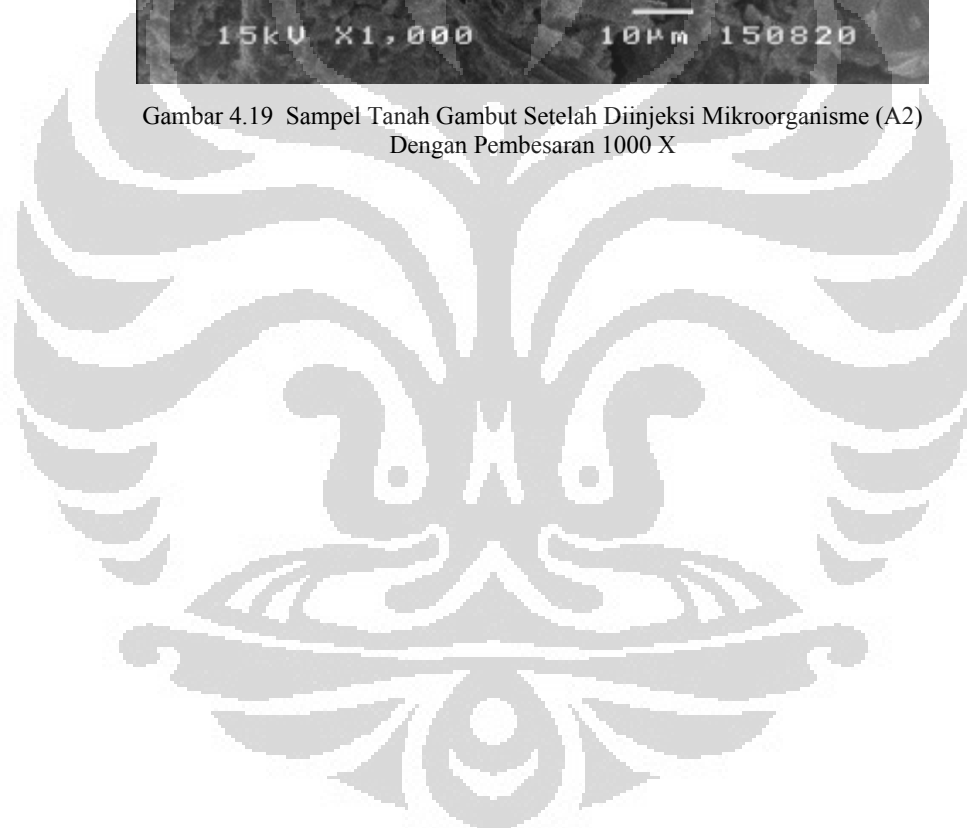 15kV X1,000 10μm 150820
Gambar 4.19 Sampel Tanah Gambut Setelah Diinjeksi Mikroorganisme (A2)
Dengan Pembesaran 1000 X